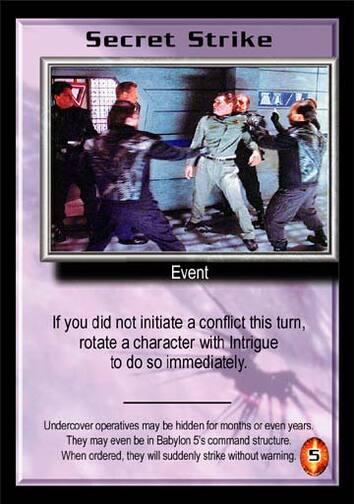 Secret Strike
Event
If you did not initiate a conflict this turn,
rotate a character with Intrigue
to do so immediately.
Undercover operatives may be hidden for months or even years.
They may even be in Babylon 5's command structure.
When ordered, they will suddenly strike without warning.
5